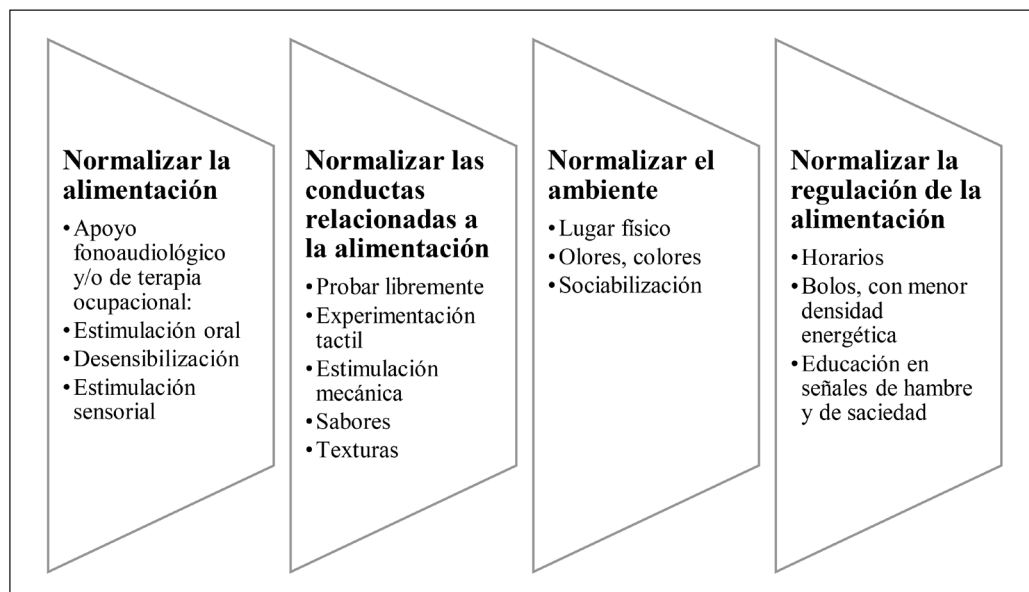 Normalizar la
alimentación
• Apoyo
fonoaudiológico
y/o de terapia
ocupacional:
• Estimulación oral
• Desensibilización
• Estimulación
sensorial
Normalizar las
conductas
relacionadas a
la alimentación
• Probar libremente
• Experimentación
tactil
• Estimulación
mecánica
• Sabores
• Texturas
Normalizar el
ambiente
• Lugar físico
• Olores, colores
• Sociabilización
Normalizar la
regulación de la
alimentación
• Horarios
• Bolos, con menor
densidad
energética
• Educación en
señales de hambre
y de saciedad